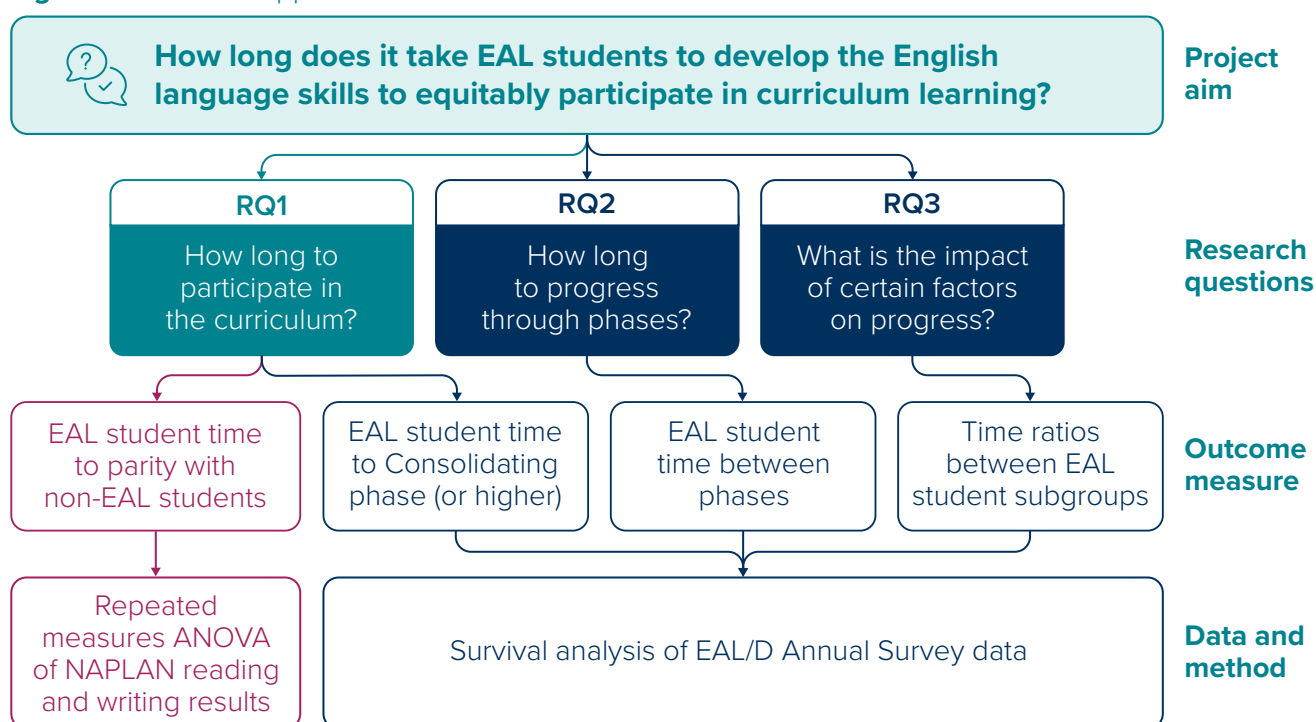 How long does it take EAL students to develop the English
language skills to equitably participate in curriculum learning?
Project
aim
RQ1
How long to
participate in
the curriculum?
RQ2
How long
to progress
through phases?
RQ3
What is the impact
of certain factors
on progress?
Research
questions
EAL student time
to parity with
non-EAL students
EAL student time
to Consolidating
phase (or higher)
EAL student
time between
phases
Time ratios
between EAL
student subgroups
Outcome
measure
Repeated
measures ANOVA
of NAPLAN reading
and writing results
Survival analysis of EAL/D Annual Survey data
Data and
method